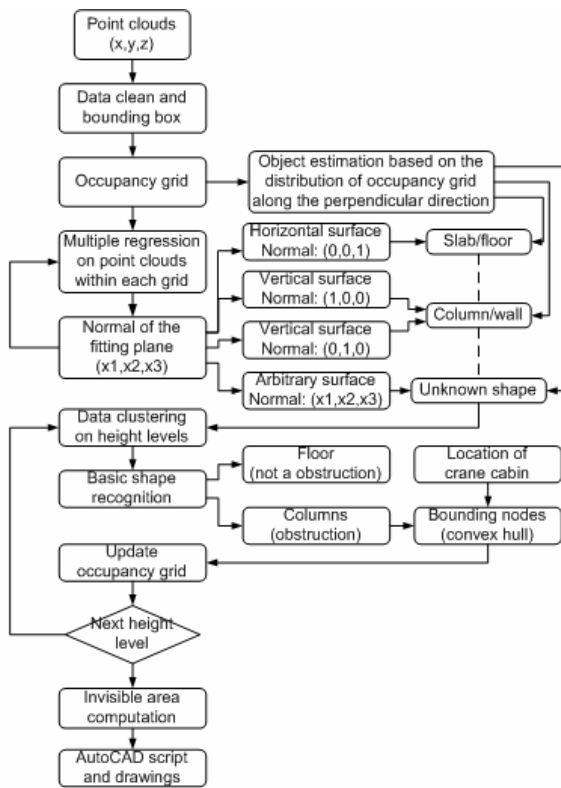 Point clouds
(x,y,z)
Data clean and
bounding box
Occupancy grid
Object estimation based on the
distribution of occupancy grid
along the perpendicular direction
Multiple regression
on point clouds
within each grid
Horizontal surface
Normal: (0,0,1)
Slab/floor
Vertical surface
Normal: (1,0,0)
Column/wall
Normal of the
fitting plane
(x1,x2,x3)
Vertical surface
Normal: (0,1,0)
Arbitrary surface
Normal: (x1,x2,x3)
Unknown shape
Data clustering
on height levels
Basic shape
recognition
Floor
(not a obstruction)
Location of
crane cabin
Columns
(obstruction)
Bounding nodes
(convex hull)
Update
occupancy grid
Next height
level
Invisible area
computation
AutoCAD script
and drawings